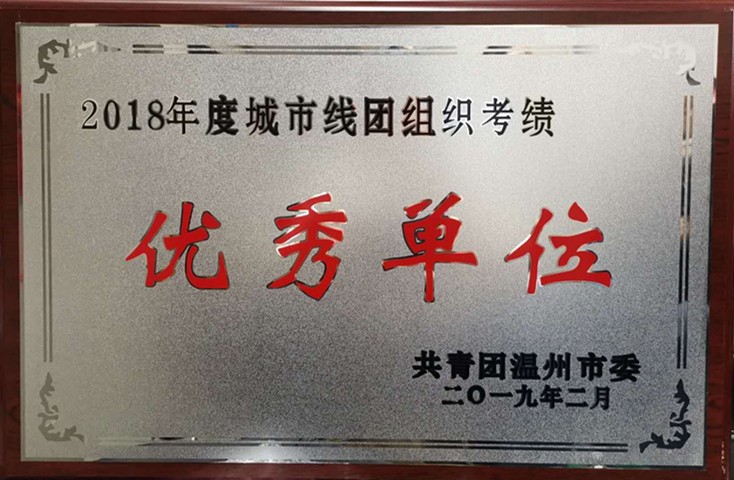 2018年度城市线团组织考绩
优秀单位
共青团温州市委
二〇一九年二月